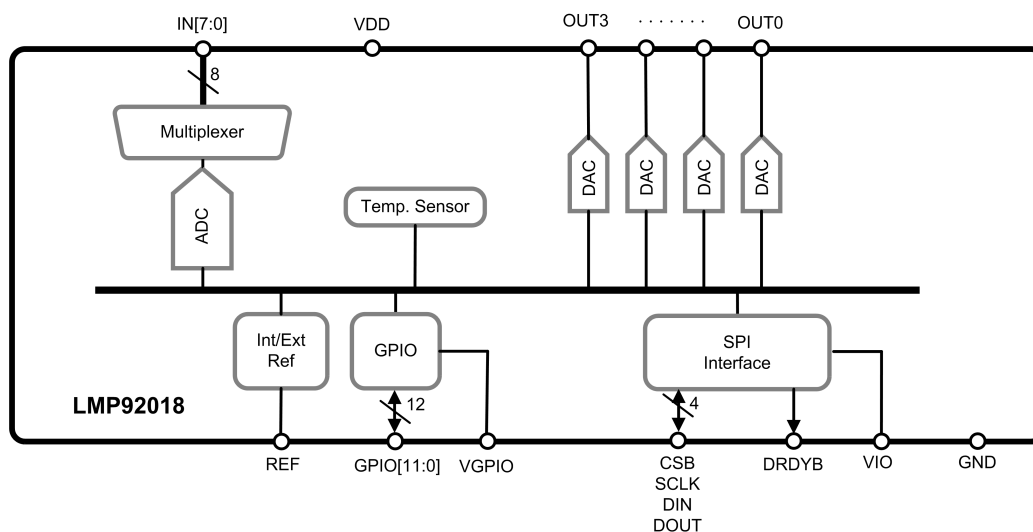 IN[7:0]
VDD
OUT3
. . . . . . .
OUT0
8
Multiplexer
ADC
Temp. Sensor
DAC
DAC
DAC
DAC
Int/Ext
Ref
GPIO
SPI
Interface
LMP92018
12
4
REF
GPIO[11:0]
VGPIO
CSB
SCLK
DIN
DOUT
DRDYB
VIO
GND